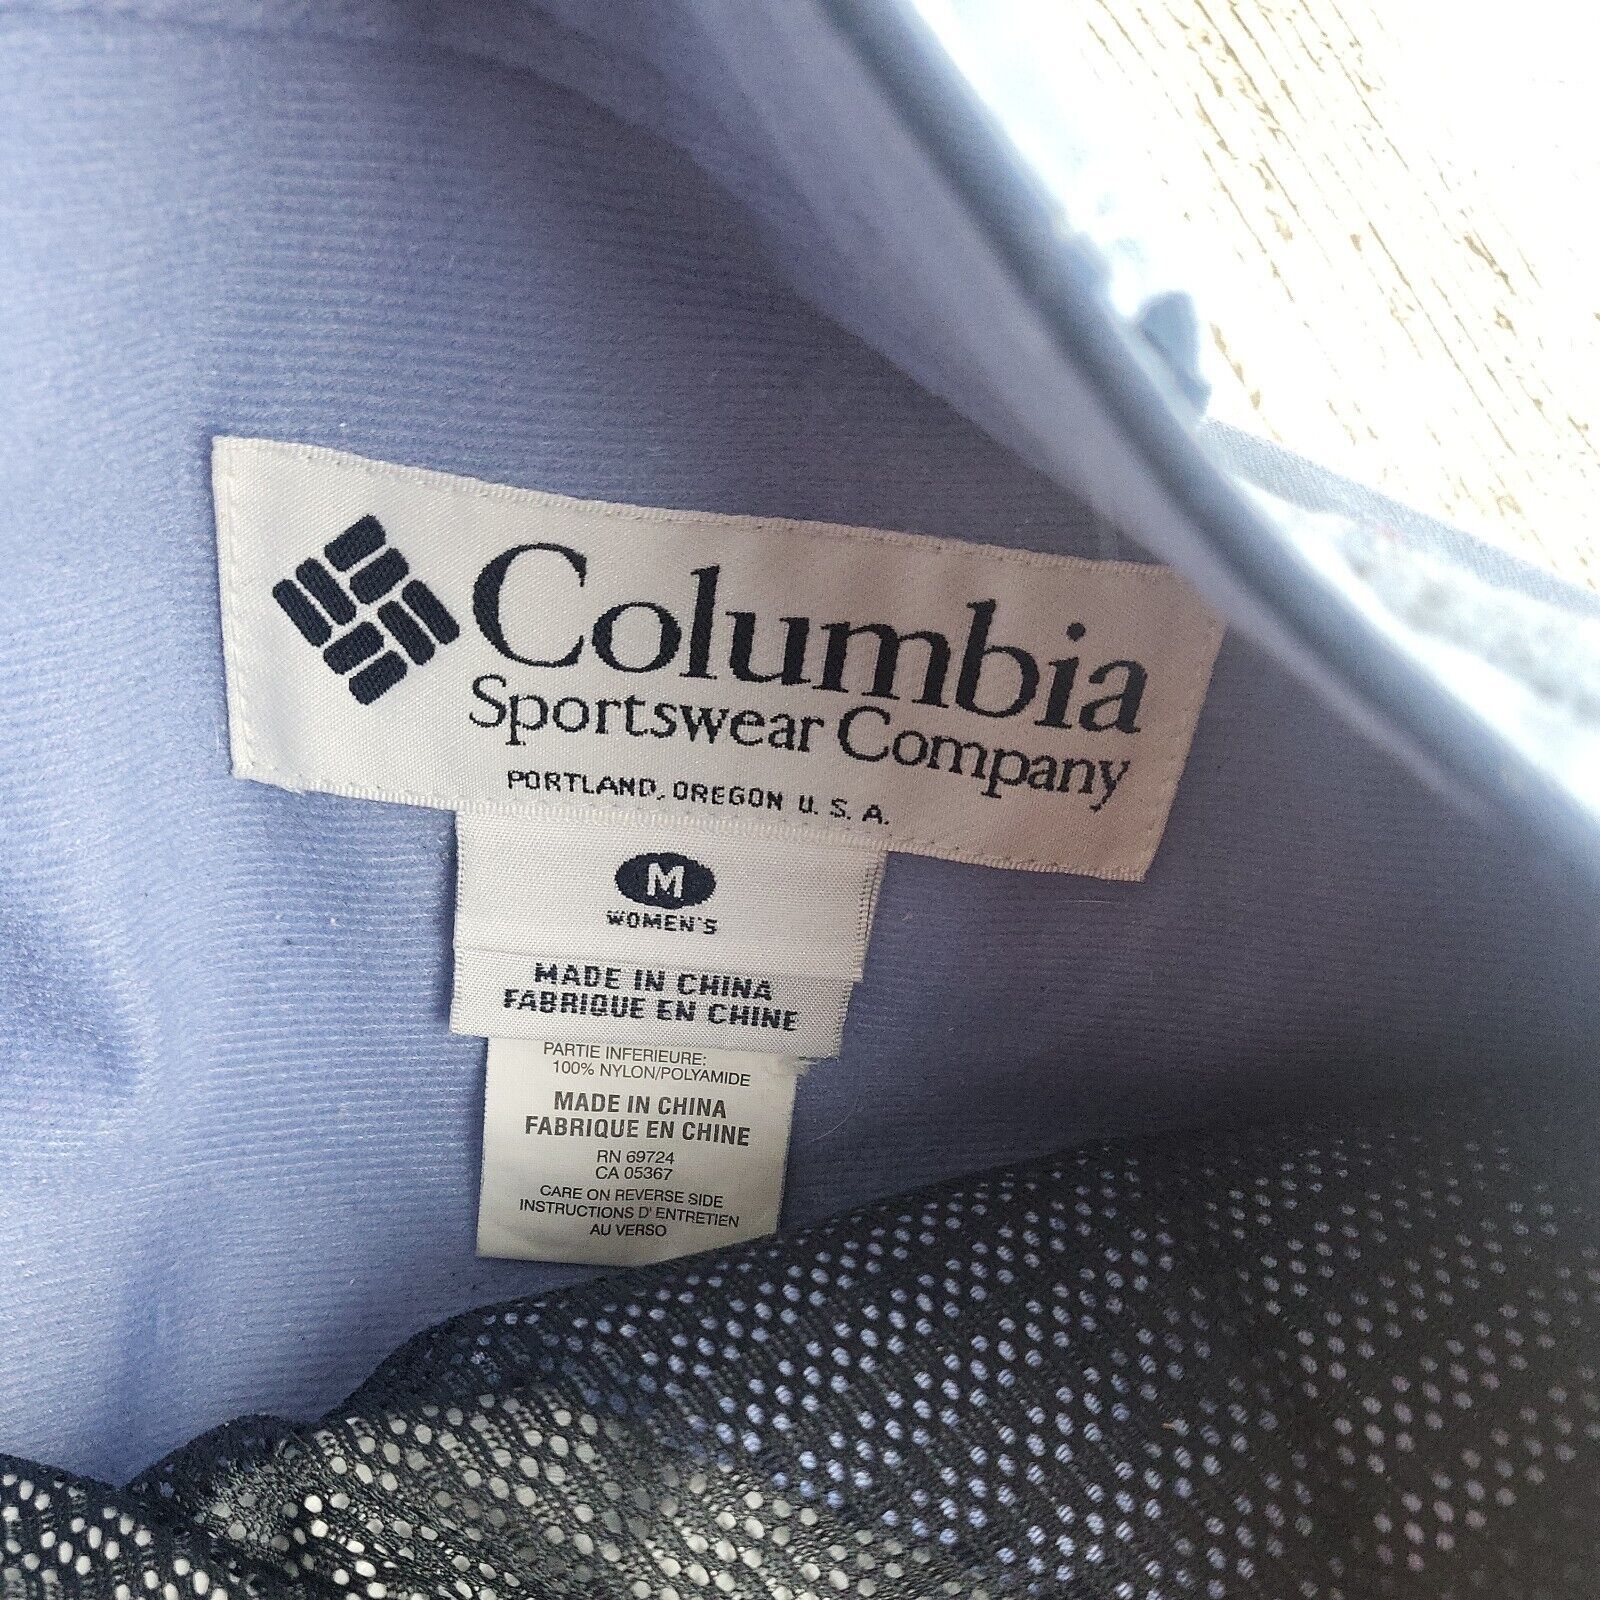 Columbia
Sportswear Company
PORTLAND, OREGON U. S. A.
M
WOMEN'S
MADE IN CHINA
FABRIQUE EN CHINE
PARTIE INFERIEURE:
100% NYLON/POLYAMIDE
MADE IN CHINA
FABRIQUE EN CHINE
RN 69724
CA 05367
CARE ON REVERSE SIDE
INSTRUCTIONS D' ENTRETIEN
AU VERSO